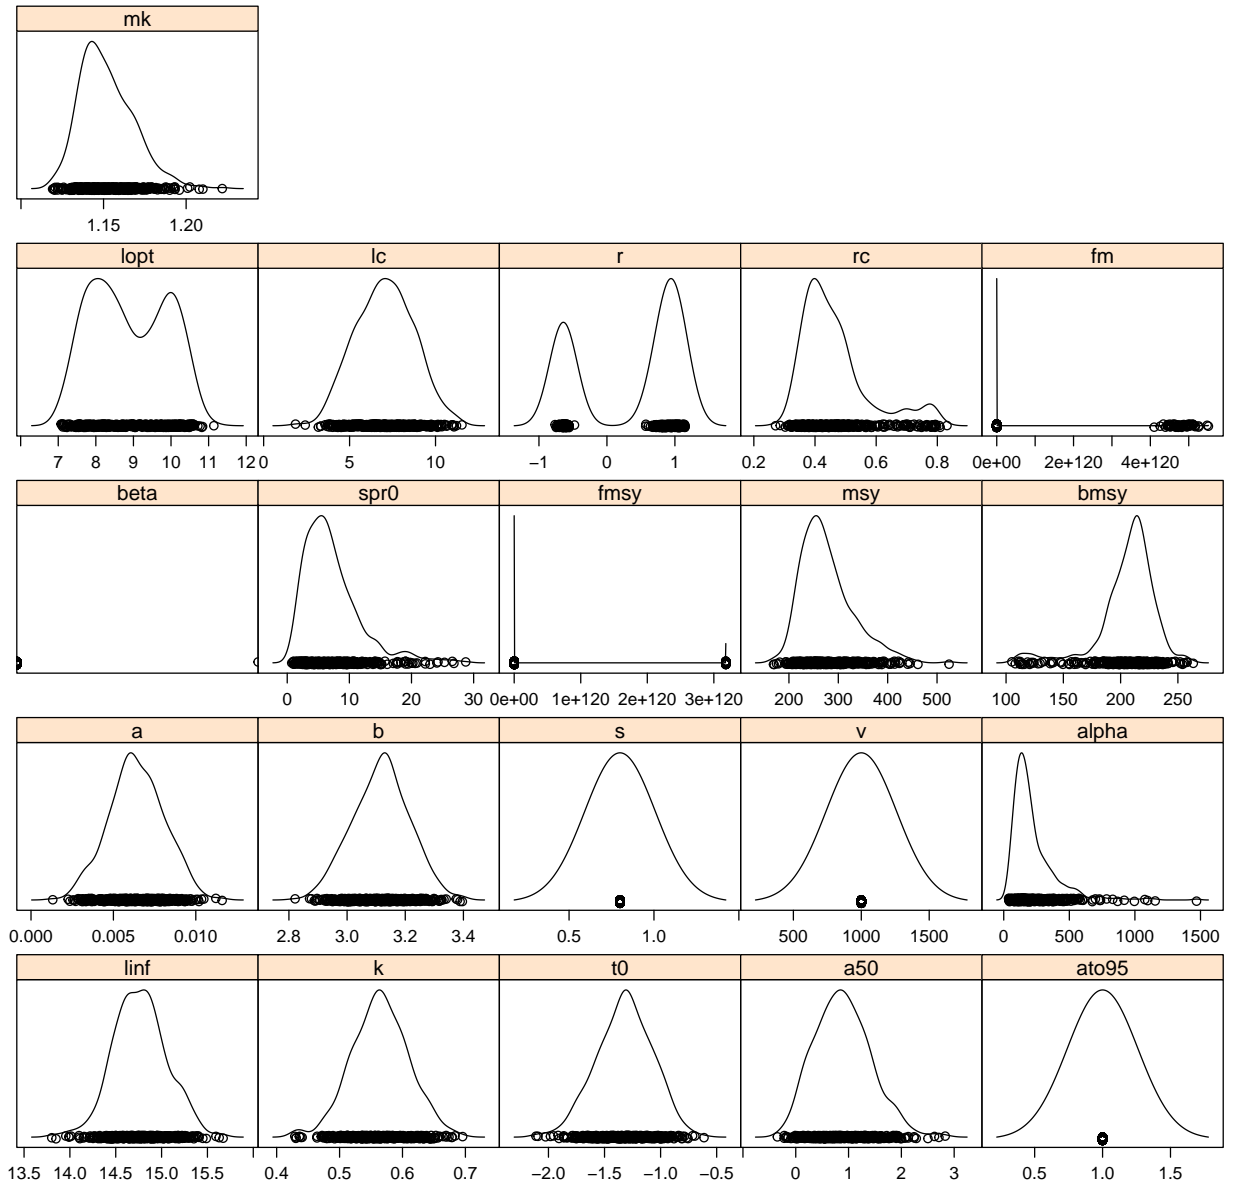 mk
1.15 1.20
lopt lc r rc fm
7 8 9 10 11 12 0 5 10 −1 0 1 0.2 0.4 0.6 0.8 0e+00 2e+120 4e+120
beta spr0 fmsy msy bmsy
0 10 20 30 0e+00 1e+120 2e+120 3e+120 200 300 400 500 100 150 200 250
a b s v alpha
0.000 0.005 0.010 2.8 3.0 3.2 3.4 0.5 1.0 500 1000 1500 0 500 1000 1500
linf k t0 a50 ato95
13.5 14.0 14.5 15.0 15.5 0.4 0.5 0.6 0.7 −2.0 −1.5 −1.0 −0.5 0 1 2 3 0.5 1.0 1.5